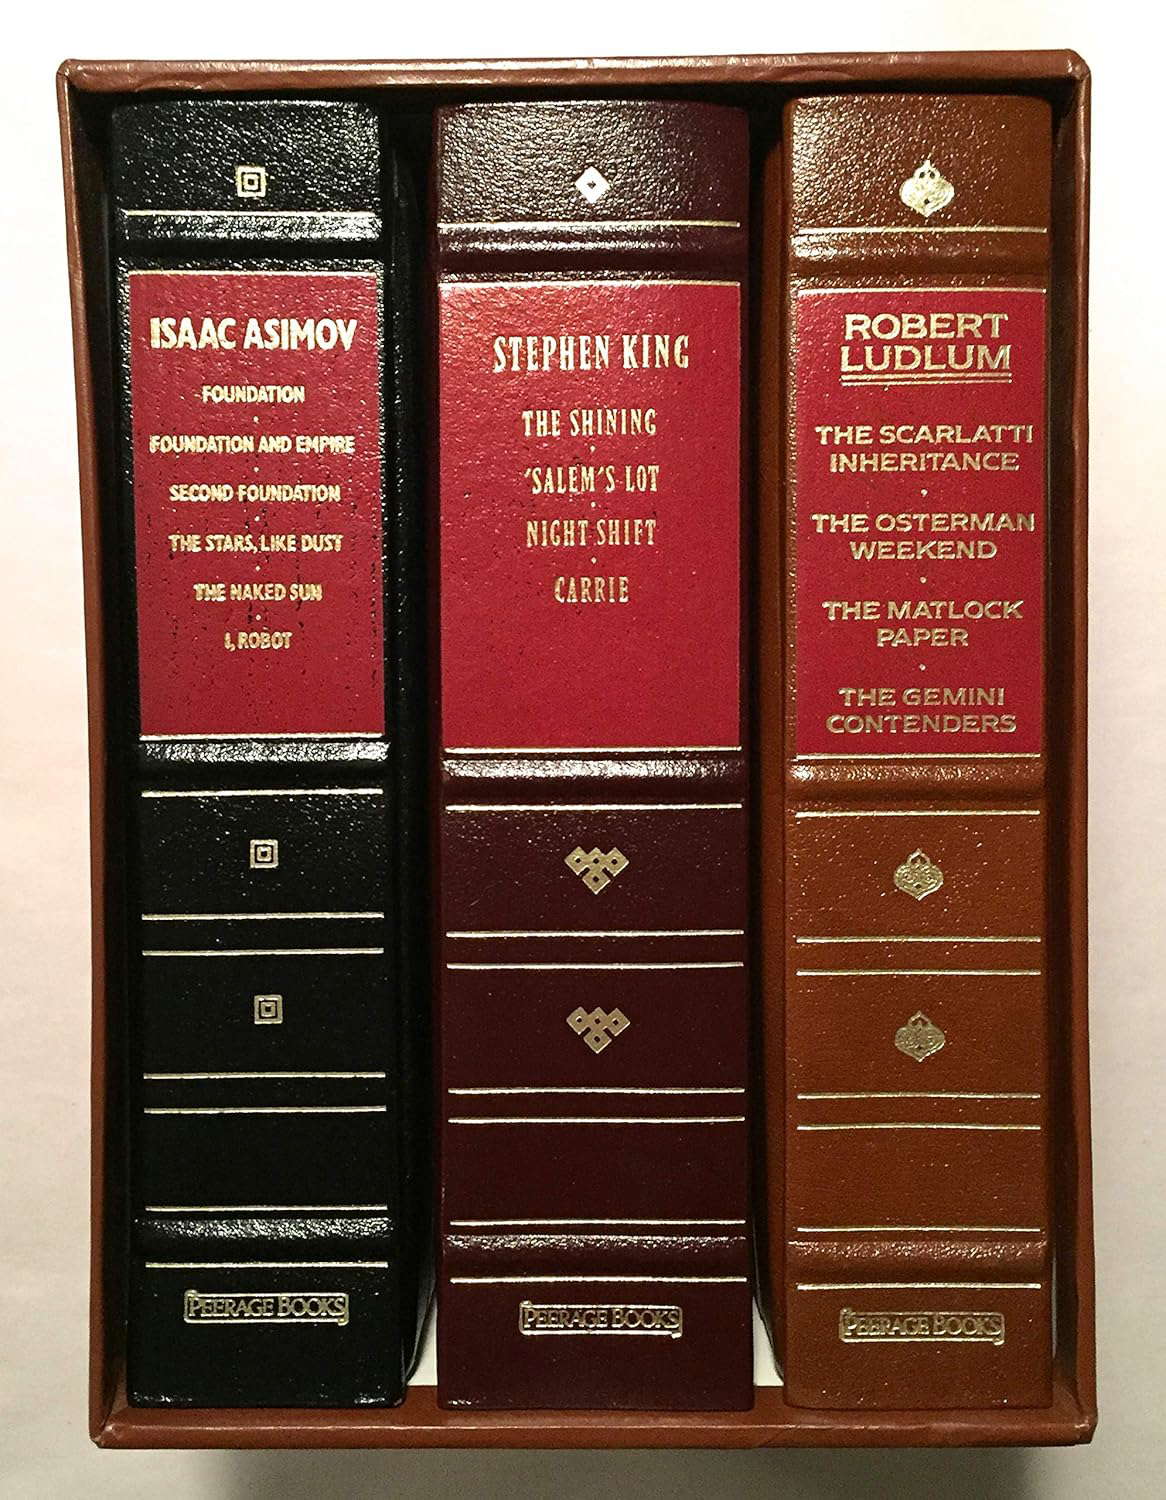 ISAAC ASIMOV
FOUNDATION
FOUNDATION AND EMPIRE
SECOND FOUNDATION
THE STARS, LIKE DUST
THE NAKED SUN
I, ROBOT
PEERAGE BOOKS
STEPHEN KING
THE SHINING
'SALEM'S LOT
NIGHT SHIFT
CARRIE
PEERAGE BOOKS
ROBERT
LUDLUM
THE SCARLATTI
INHERITANCE
THE OSTERMAN
WEEKEND
THE MATLOCK
PAPER
THE GEMINI
CONTENDERS
PEERAGE BOOKS